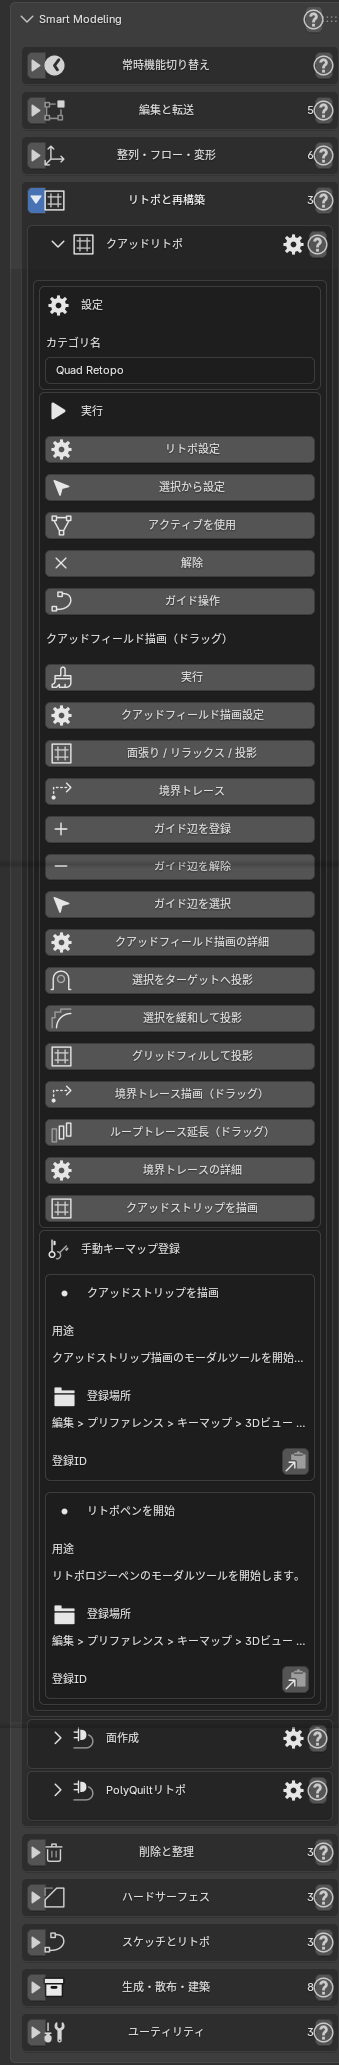 Smart Modeling
常時機能切り替え
編集と転送 5
整列・フロー・変形 6
リトポと再構築 3
クアッドリトポ
設定
カテゴリ名
Quad Retopo
実行
リトポ設定
選択から設定
アクティブを使用
解除
ガイド操作
クアッドフィールド描画（ドラッグ）
実行
クアッドフィールド描画設定
面張り / リラックス / 投影
境界トレース
ガイド辺を登録
ガイド辺を解除
ガイド辺を選択
クアッドフィールド描画の詳細
選択をターゲットへ投影
選択を緩和して投影
グリッドフィルして投影
境界トレース描画（ドラッグ）
ループトレース延長（ドラッグ）
境界トレースの詳細
クアッドストリップを描画
手動キーマップ登録
クアッドストリップを描画
用途
クアッドストリップ描画のモーダルツールを開始...
登録場所
編集 > プリファレンス > キーマップ > 3Dビュー ...
登録ID
リトポペンを開始
用途
リトポロジーペンのモーダルツールを開始します。
登録場所
編集 > プリファレンス > キーマップ > 3Dビュー ...
登録ID
面作成
PolyQuiltリトポ
削除と整理 3
ハードサーフェス 3
スケッチとリトポ 3
生成・散布・建築 8
ユーティリティ 3